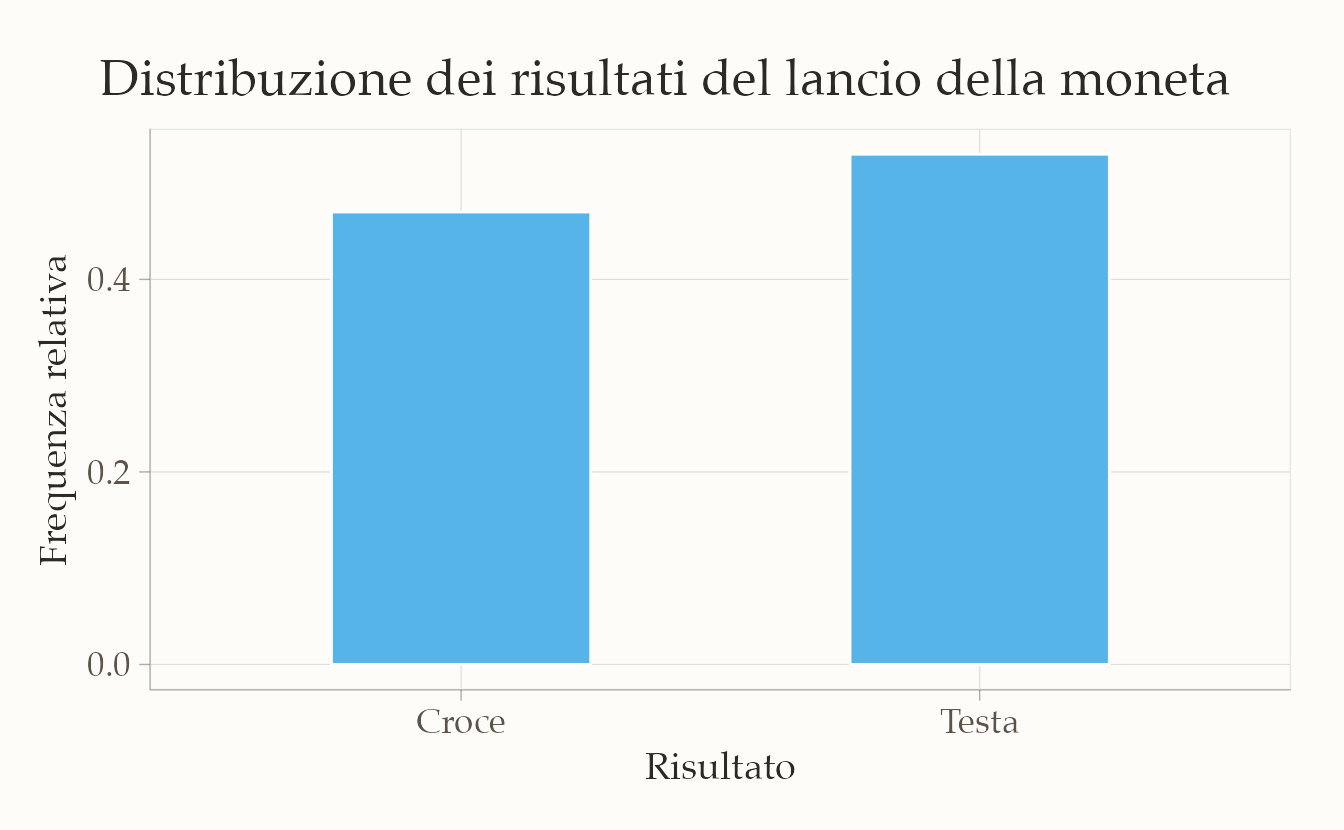 Distribuzione dei risultati del lancio della moneta
Frequenza relativa
0.4
0.2
0.0
Croce
Testa
Risultato